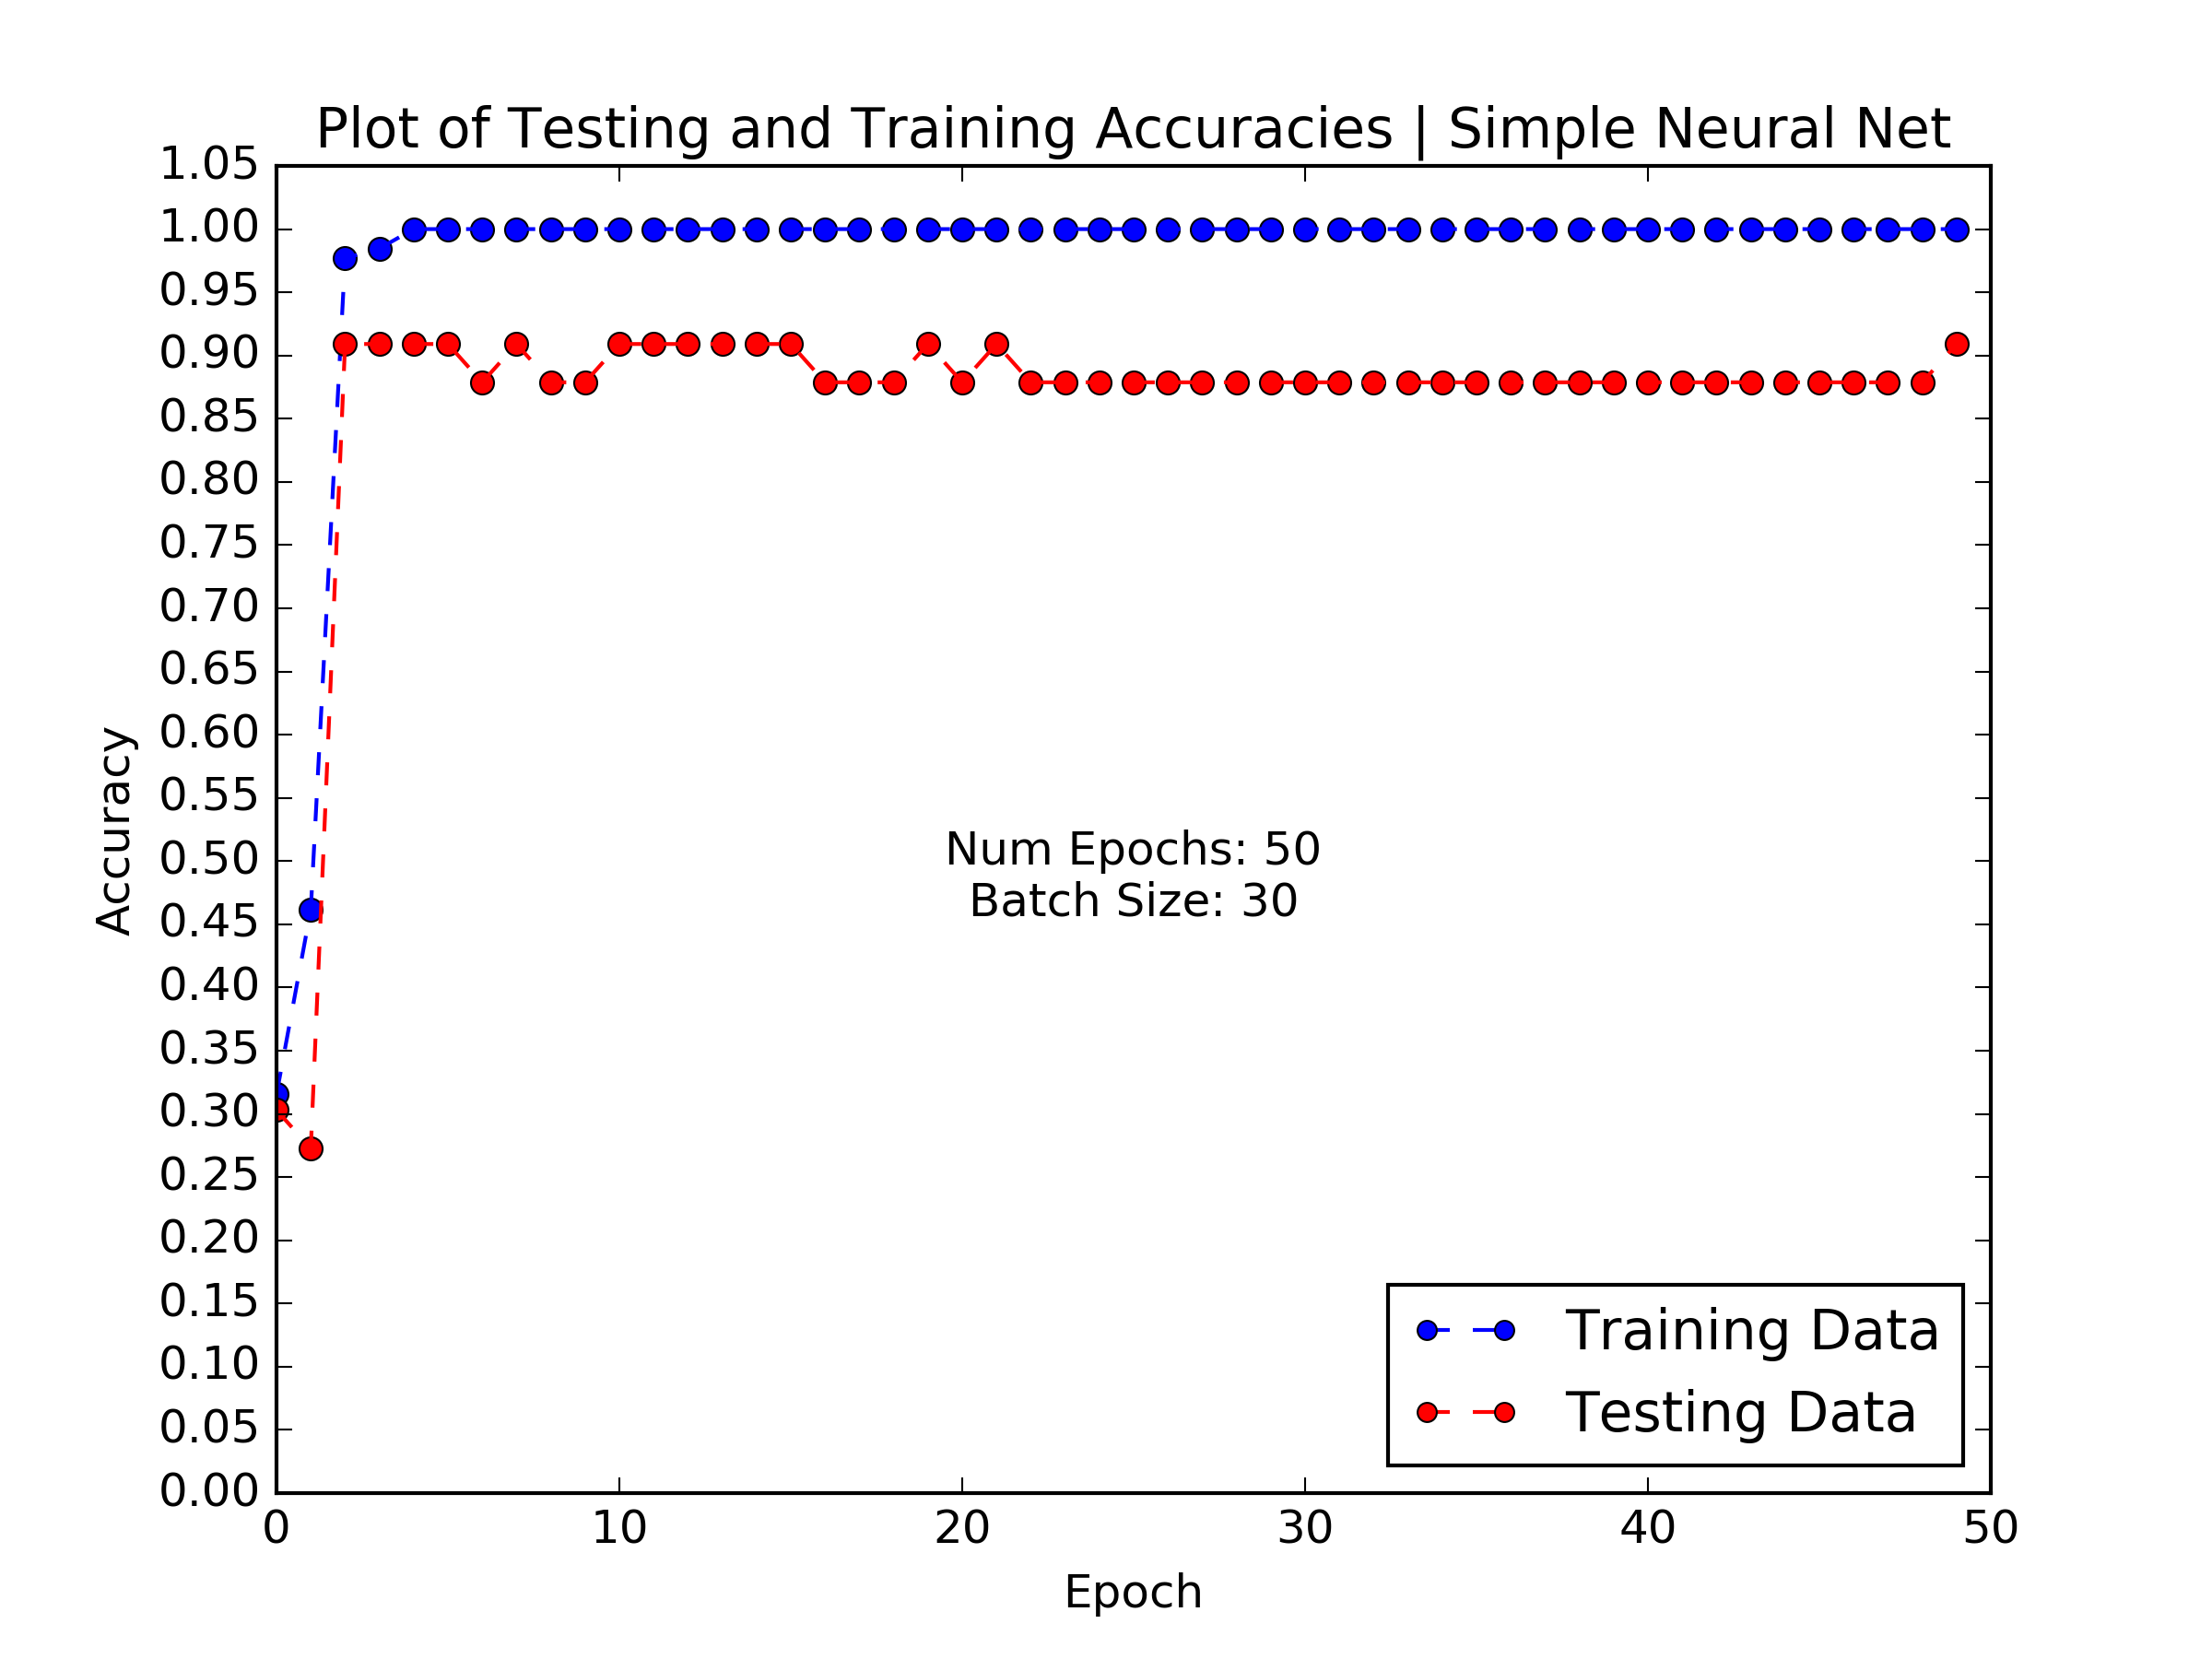 Plot of Testing and Training Accuracies | Simple Neural Net
1.05
1.00
0.95
0.90
0.85
0.80
0.75
0.70
0.65
0.60
0.55
0.50
0.45
0.40
0.35
0.30
0.25
0.20
0.15
0.10
0.05
0.00
Accuracy
Num Epochs: 50
Batch Size: 30
Training Data
Testing Data
0 10 20 30 40 50
Epoch